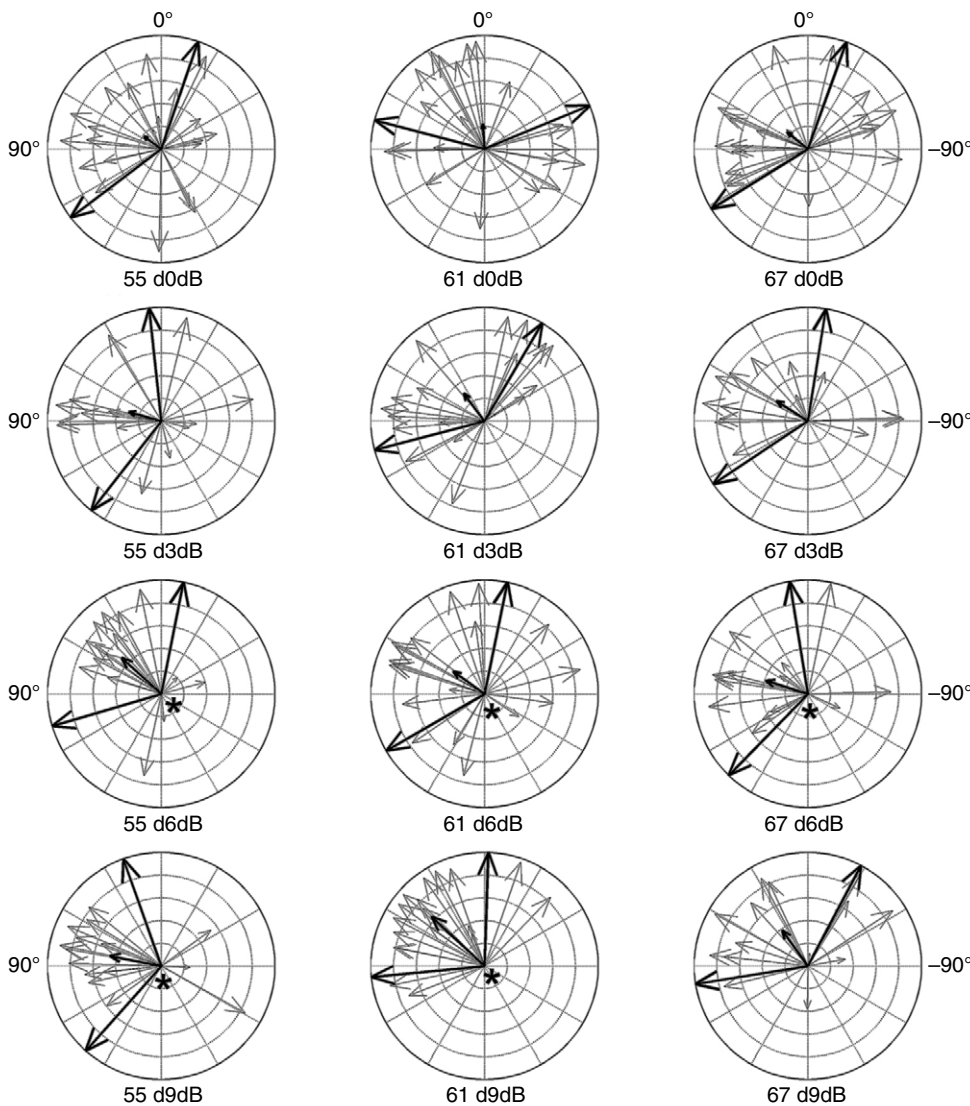 0° 0° 0°
90° –90°
55 d0dB 61 d0dB 67 d0dB
90° –90°
55 d3dB 61 d3dB 67 d3dB
90° –90°
* * *
55 d6dB 61 d6dB 67 d6dB
90° –90°
* *
55 d9dB 61 d9dB 67 d9dB